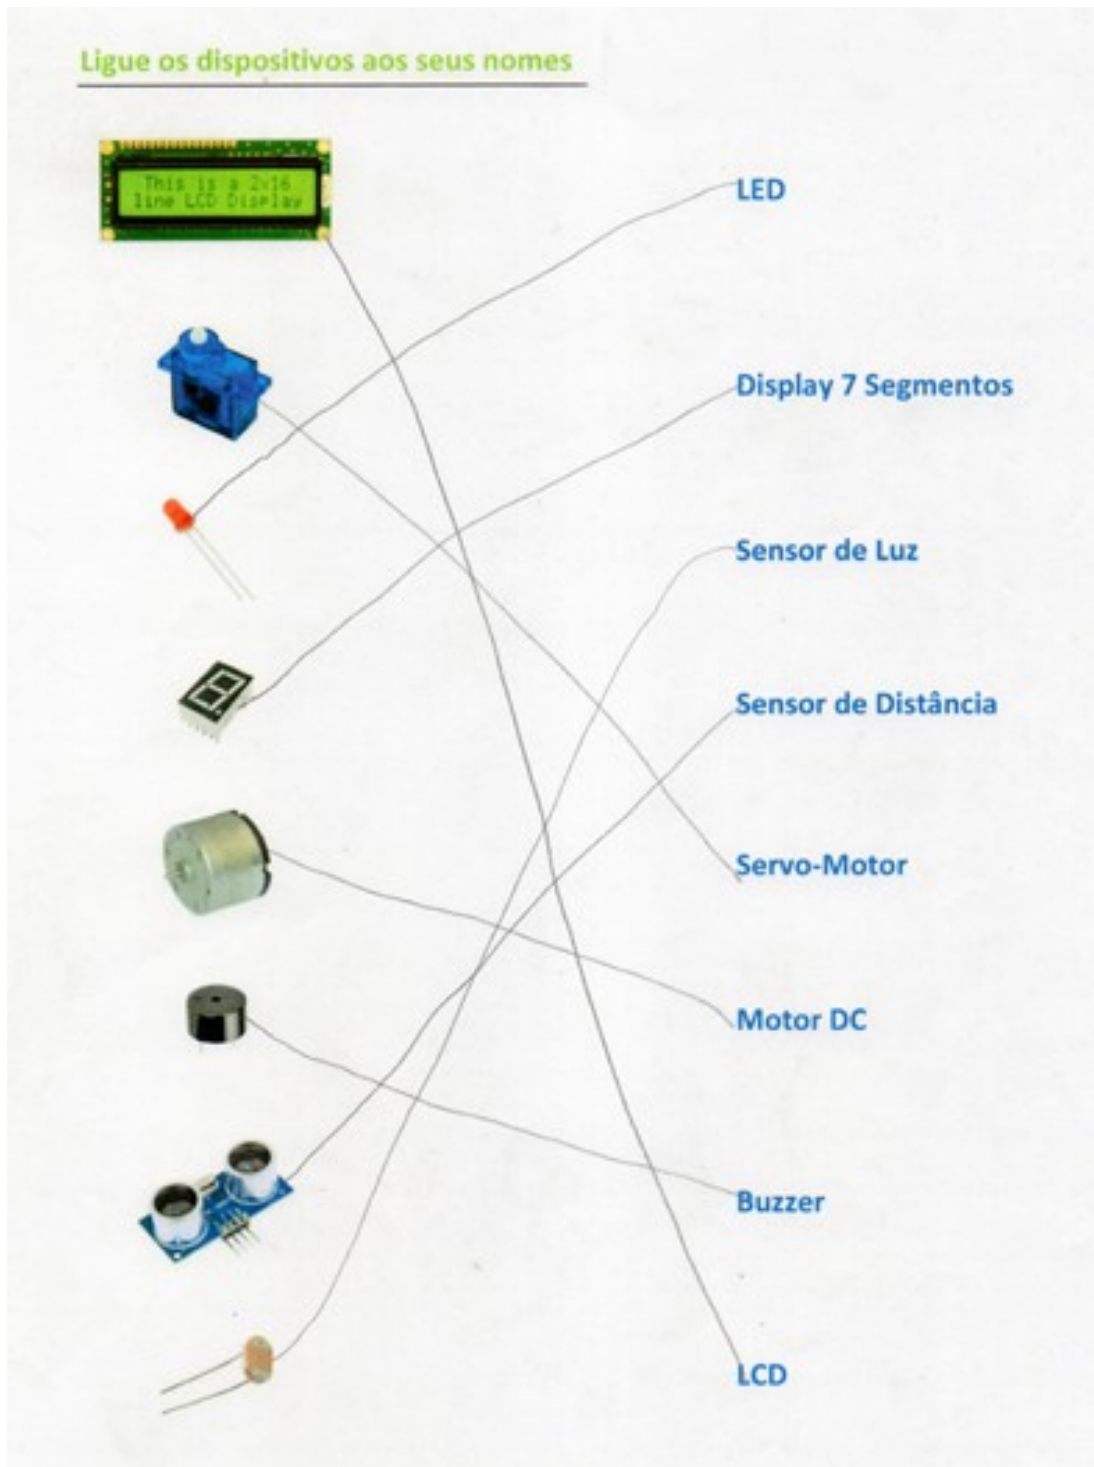 Ligue os dispositivos aos seus nomes
This is a 2x16
line LCD Display
LED
Display 7 Segmentos
Sensor de Luz
Sensor de Distância
Servo-Motor
Motor DC
Buzzer
LCD